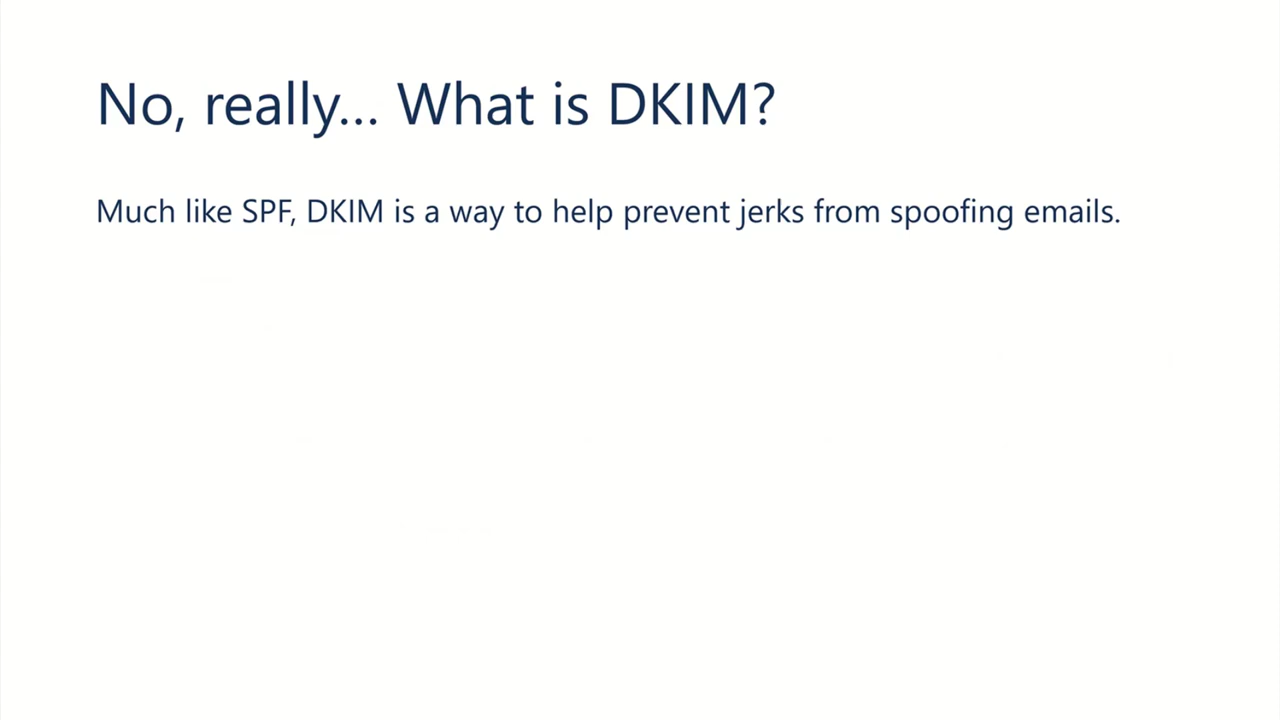 No, really... What is DKIM?
Much like SPF, DKIM is a way to help prevent jerks from spoofing emails.